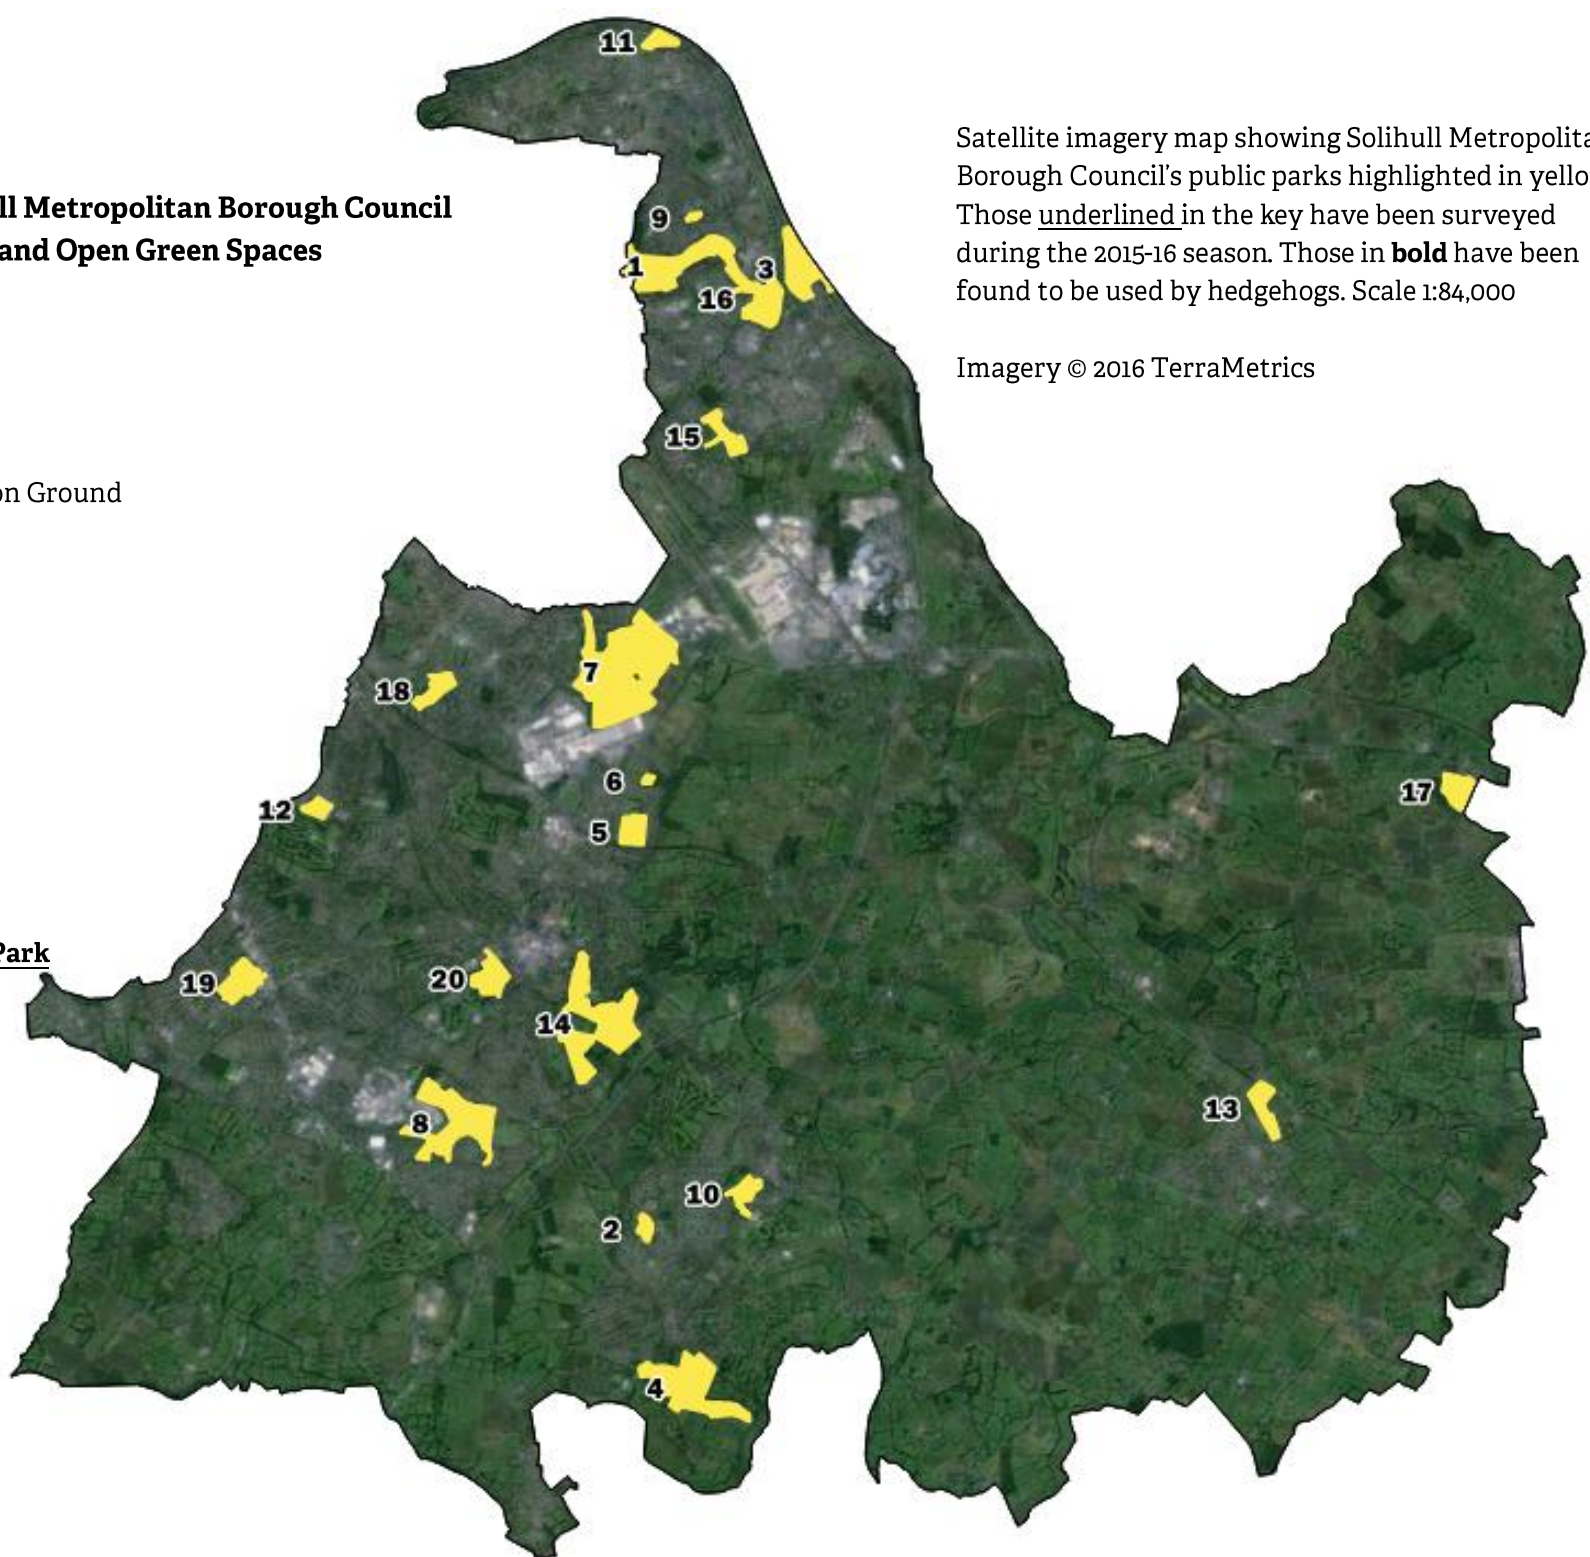 ll Metropolitan Borough Council
and Open Green Spaces
on Ground
Park
Satellite imagery map showing Solihull Metropolita
Borough Council's public parks highlighted in yello
Those underlined in the key have been surveyed
during the 2015-16 season. Those in bold have been
found to be used by hedgehogs. Scale 1:84,000
Imagery © 2016 TerraMetrics
11
9
1
3
16
15
7
18
6
12
17
5
20
19
14
13
8
10
2
4